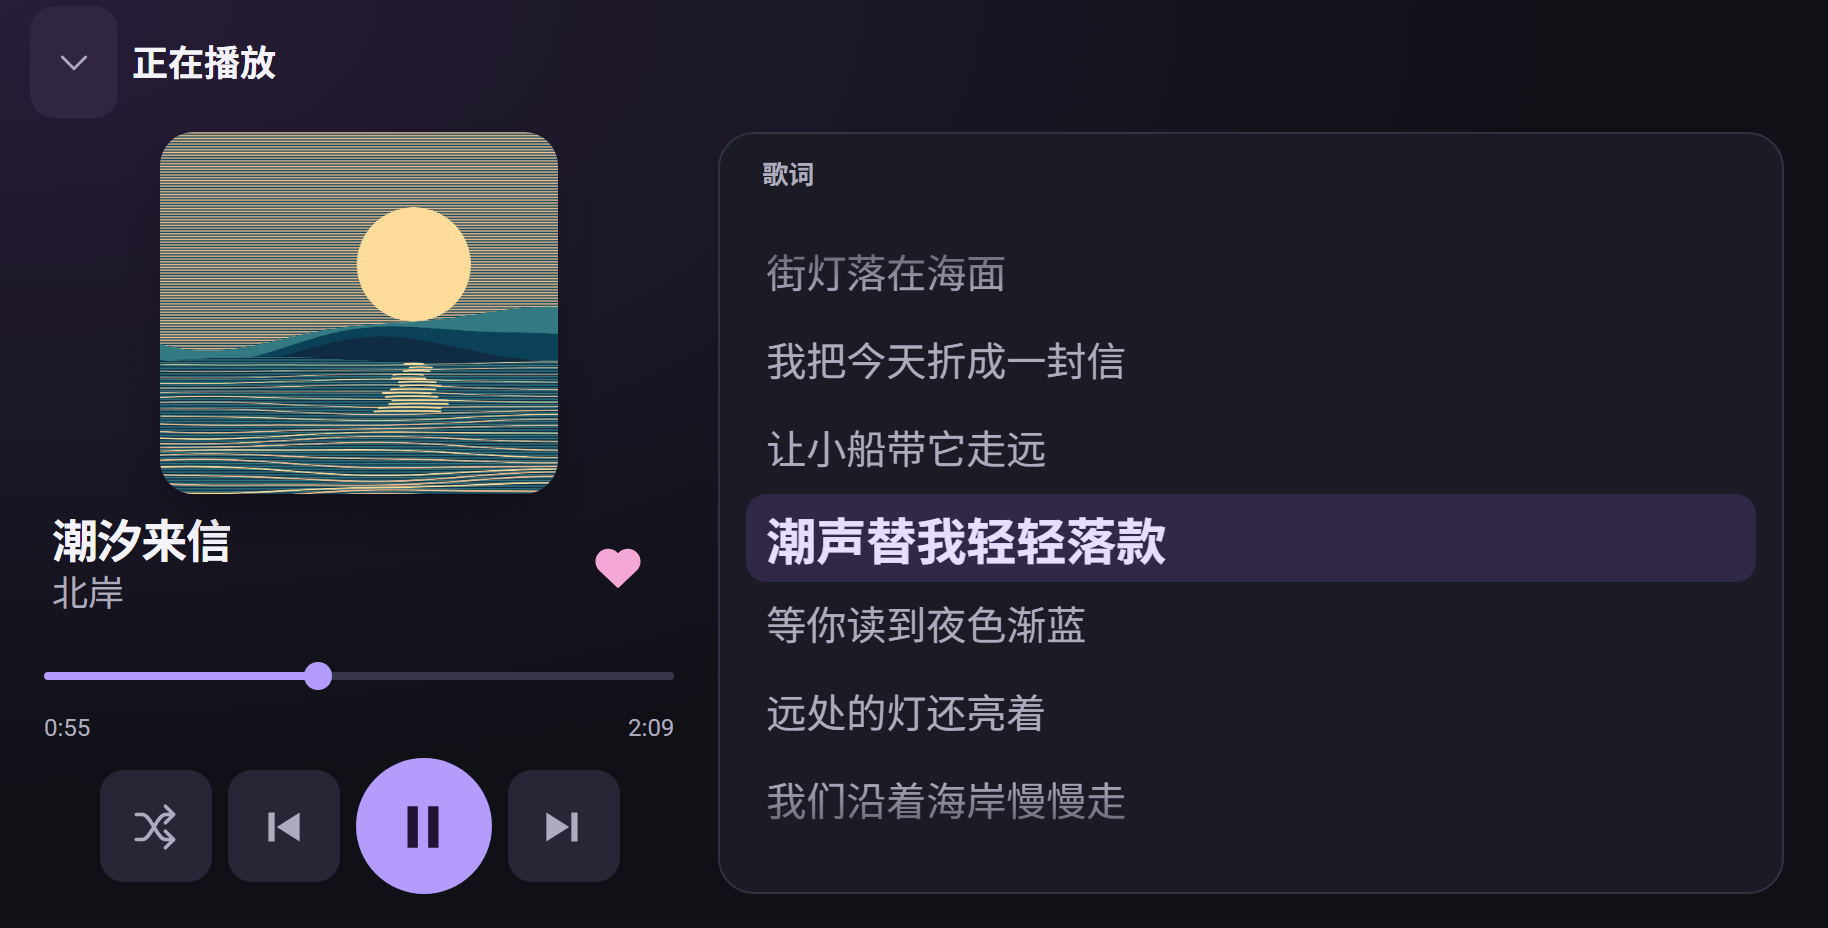 正在播放
潮汐来信
北岸
0:55
2:09
歌词
街灯落在海面
我把今天折成一封信
让小船带它走远
潮声替我轻轻落款
等你读到夜色渐蓝
远处的灯还亮着
我们沿着海岸慢慢走